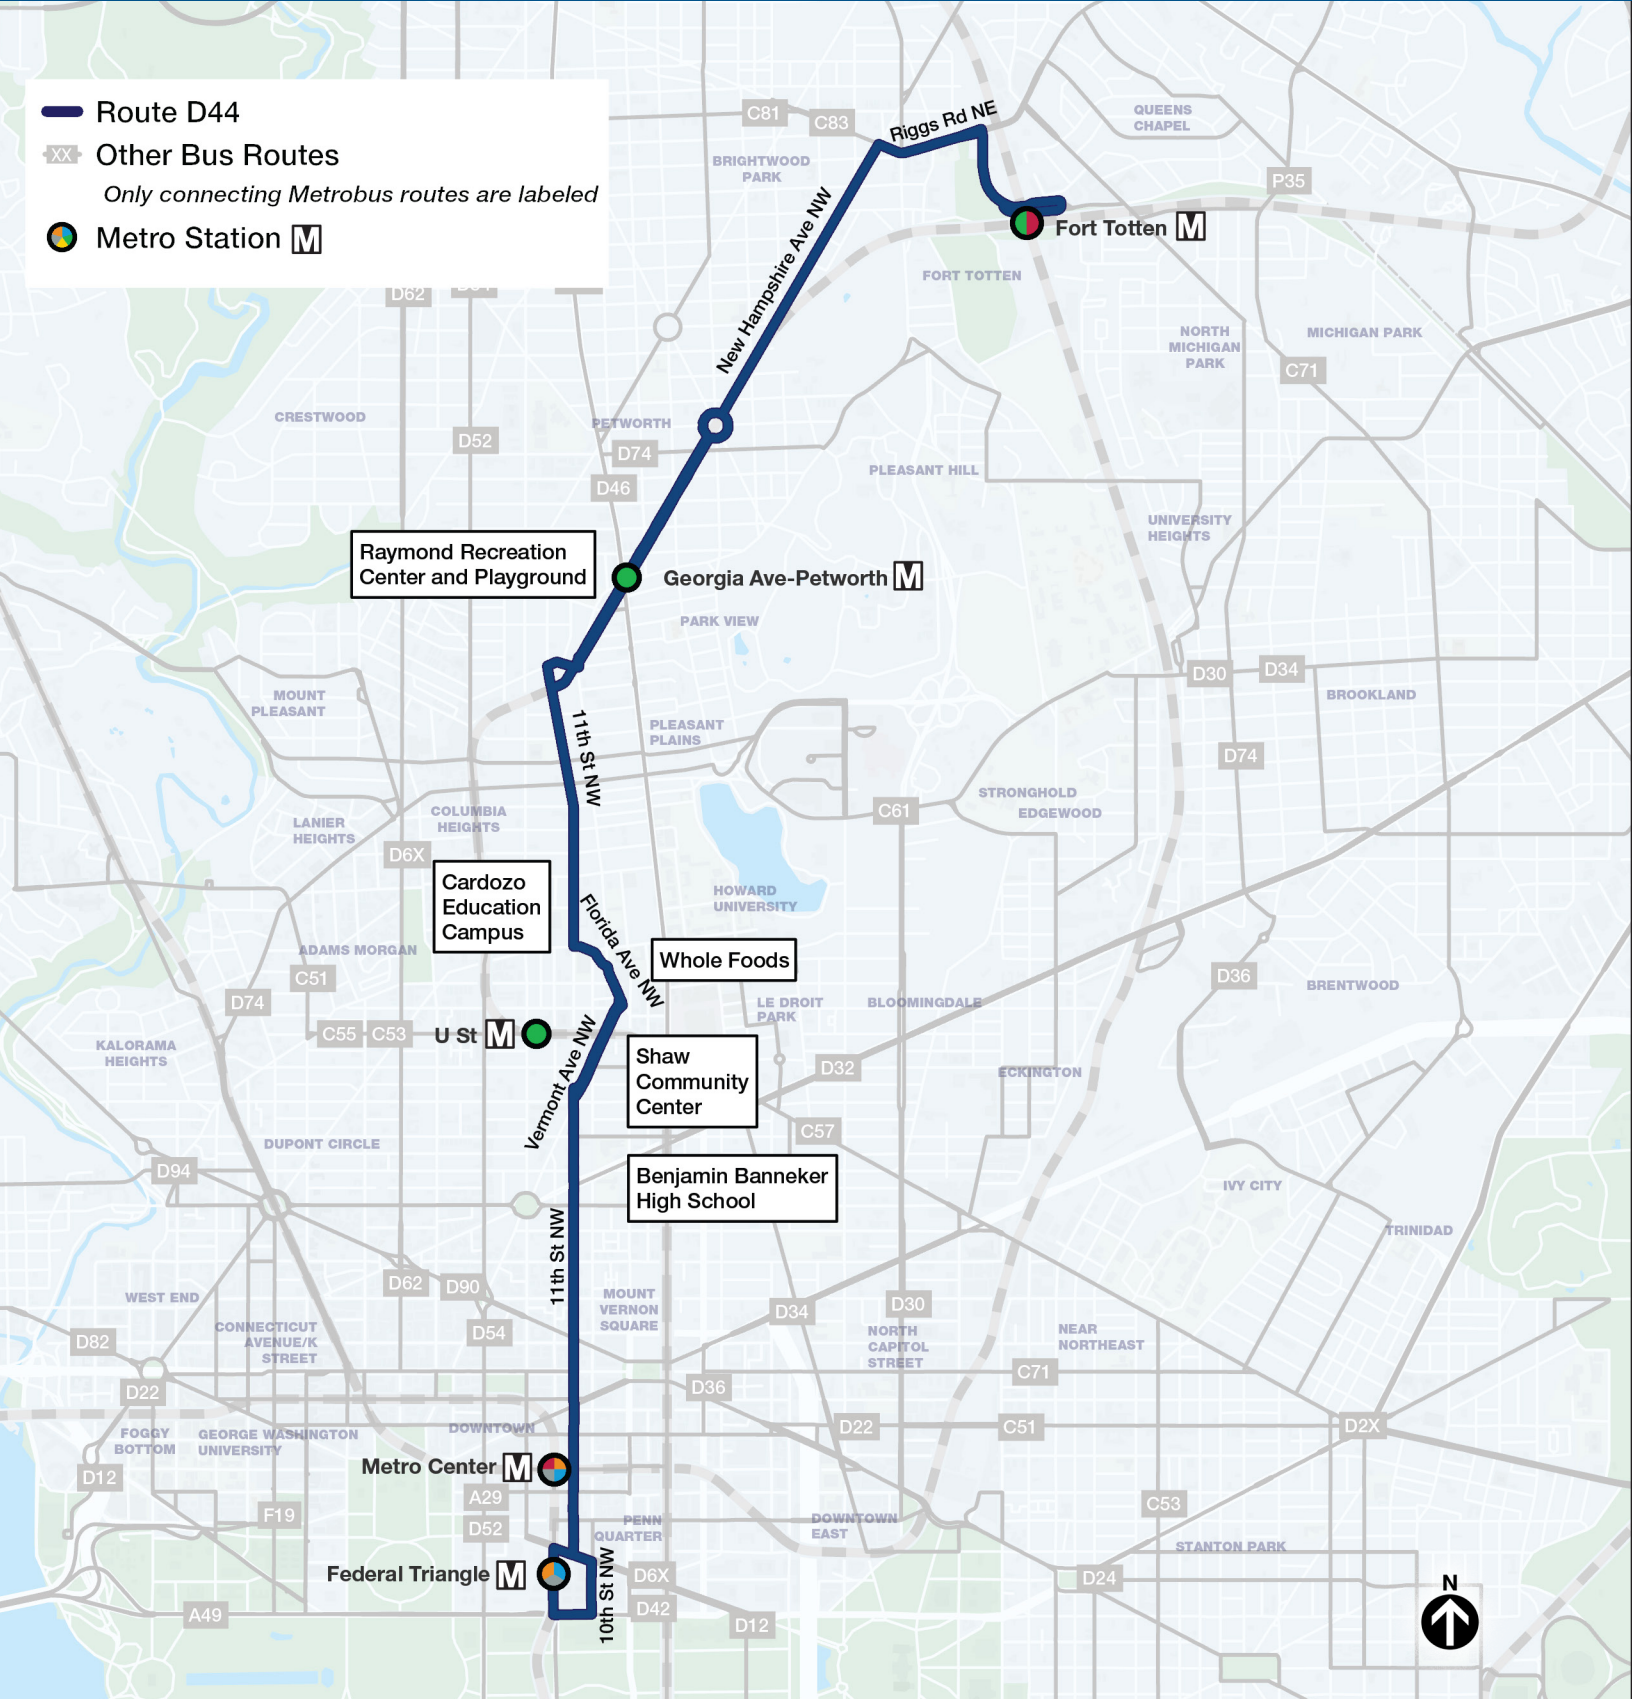 Route D44
XX
Other Bus Routes
Only connecting Metrobus routes are labeled
Metro Station M
C81
C83
Riggs Rd NE
QUEENS
CHAPEL
BRIGHTWOOD
PARK
P35
New Hampshire Ave NW
Fort Totten M
FORT TOTTEN
D62
NORTH
MICHIGAN
PARK
MICHIGAN PARK
C71
CRESTWOOD
PETWORTH
D52
D74
PLEASANT HILL
D46
UNIVERSITY
HEIGHTS
Raymond Recreation
Center and Playground
Georgia Ave-Petworth M
PARK VIEW
D30
D34
BROOKLAND
MOUNT
PLEASANT
11th St NW
PLEASANT
PLAINS
D74
STRONGHOLD
EDGEWOOD
C61
COLUMBIA
HEIGHTS
LANIER
HEIGHTS
D6X
Cardozo
Education
Campus
HOWARD
UNIVERSITY
Florida Ave NW
ADAMS MORGAN
Whole Foods
C51
D74
D36
BRENTWOOD
LE DROIT
PARK
BLOOMINGDALE
C55
C53
U St M
KALORAMA
HEIGHTS
Vermont Ave NW
Shaw
Community
Center
D32
ECKINGTON
C57
DUPONT CIRCLE
D94
Benjamin Banneker
High School
IVY CITY
TRINIDAD
11th St NW
D62
D90
WEST END
MOUNT
VERNON
SQUARE
D34
D30
CONNECTICUT
AVENUE/K
STREET
D54
NORTH
CAPITOL
STREET
NEAR
NORTHEAST
D82
C71
D22
D36
FOGGY
BOTTOM
GEORGE WASHINGTON
UNIVERSITY
DOWNTOWN
D22
C51
D2X
Metro Center M
D12
A29
F19
D52
PENN
QUARTER
DOWNTOWN
EAST
C53
STANTON PARK
Federal Triangle M
10th St NW
D6X
D24
N
A49
D42
D12